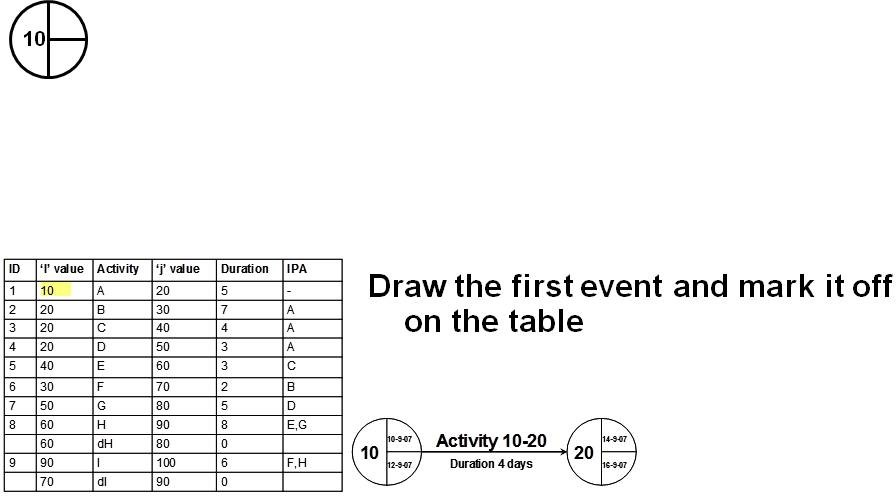 10
ID 'I' value Activity 'j' value Duration IPA
1 10 A 20 5 -
2 20 B 30 7 A
3 20 C 40 4 A
4 20 D 50 3 A
5 40 E 60 3 C
6 30 F 70 2 B
7 50 G 80 5 D
8 60 H 90 8 E,G
60 dH 80 0
9 90 I 100 6 F,H
70 dI 90 0
Draw the first event and mark it off
on the table
10 10-9-07 12-9-07
Activity 10-20
Duration 4 days
20 14-9-07 16-9-07